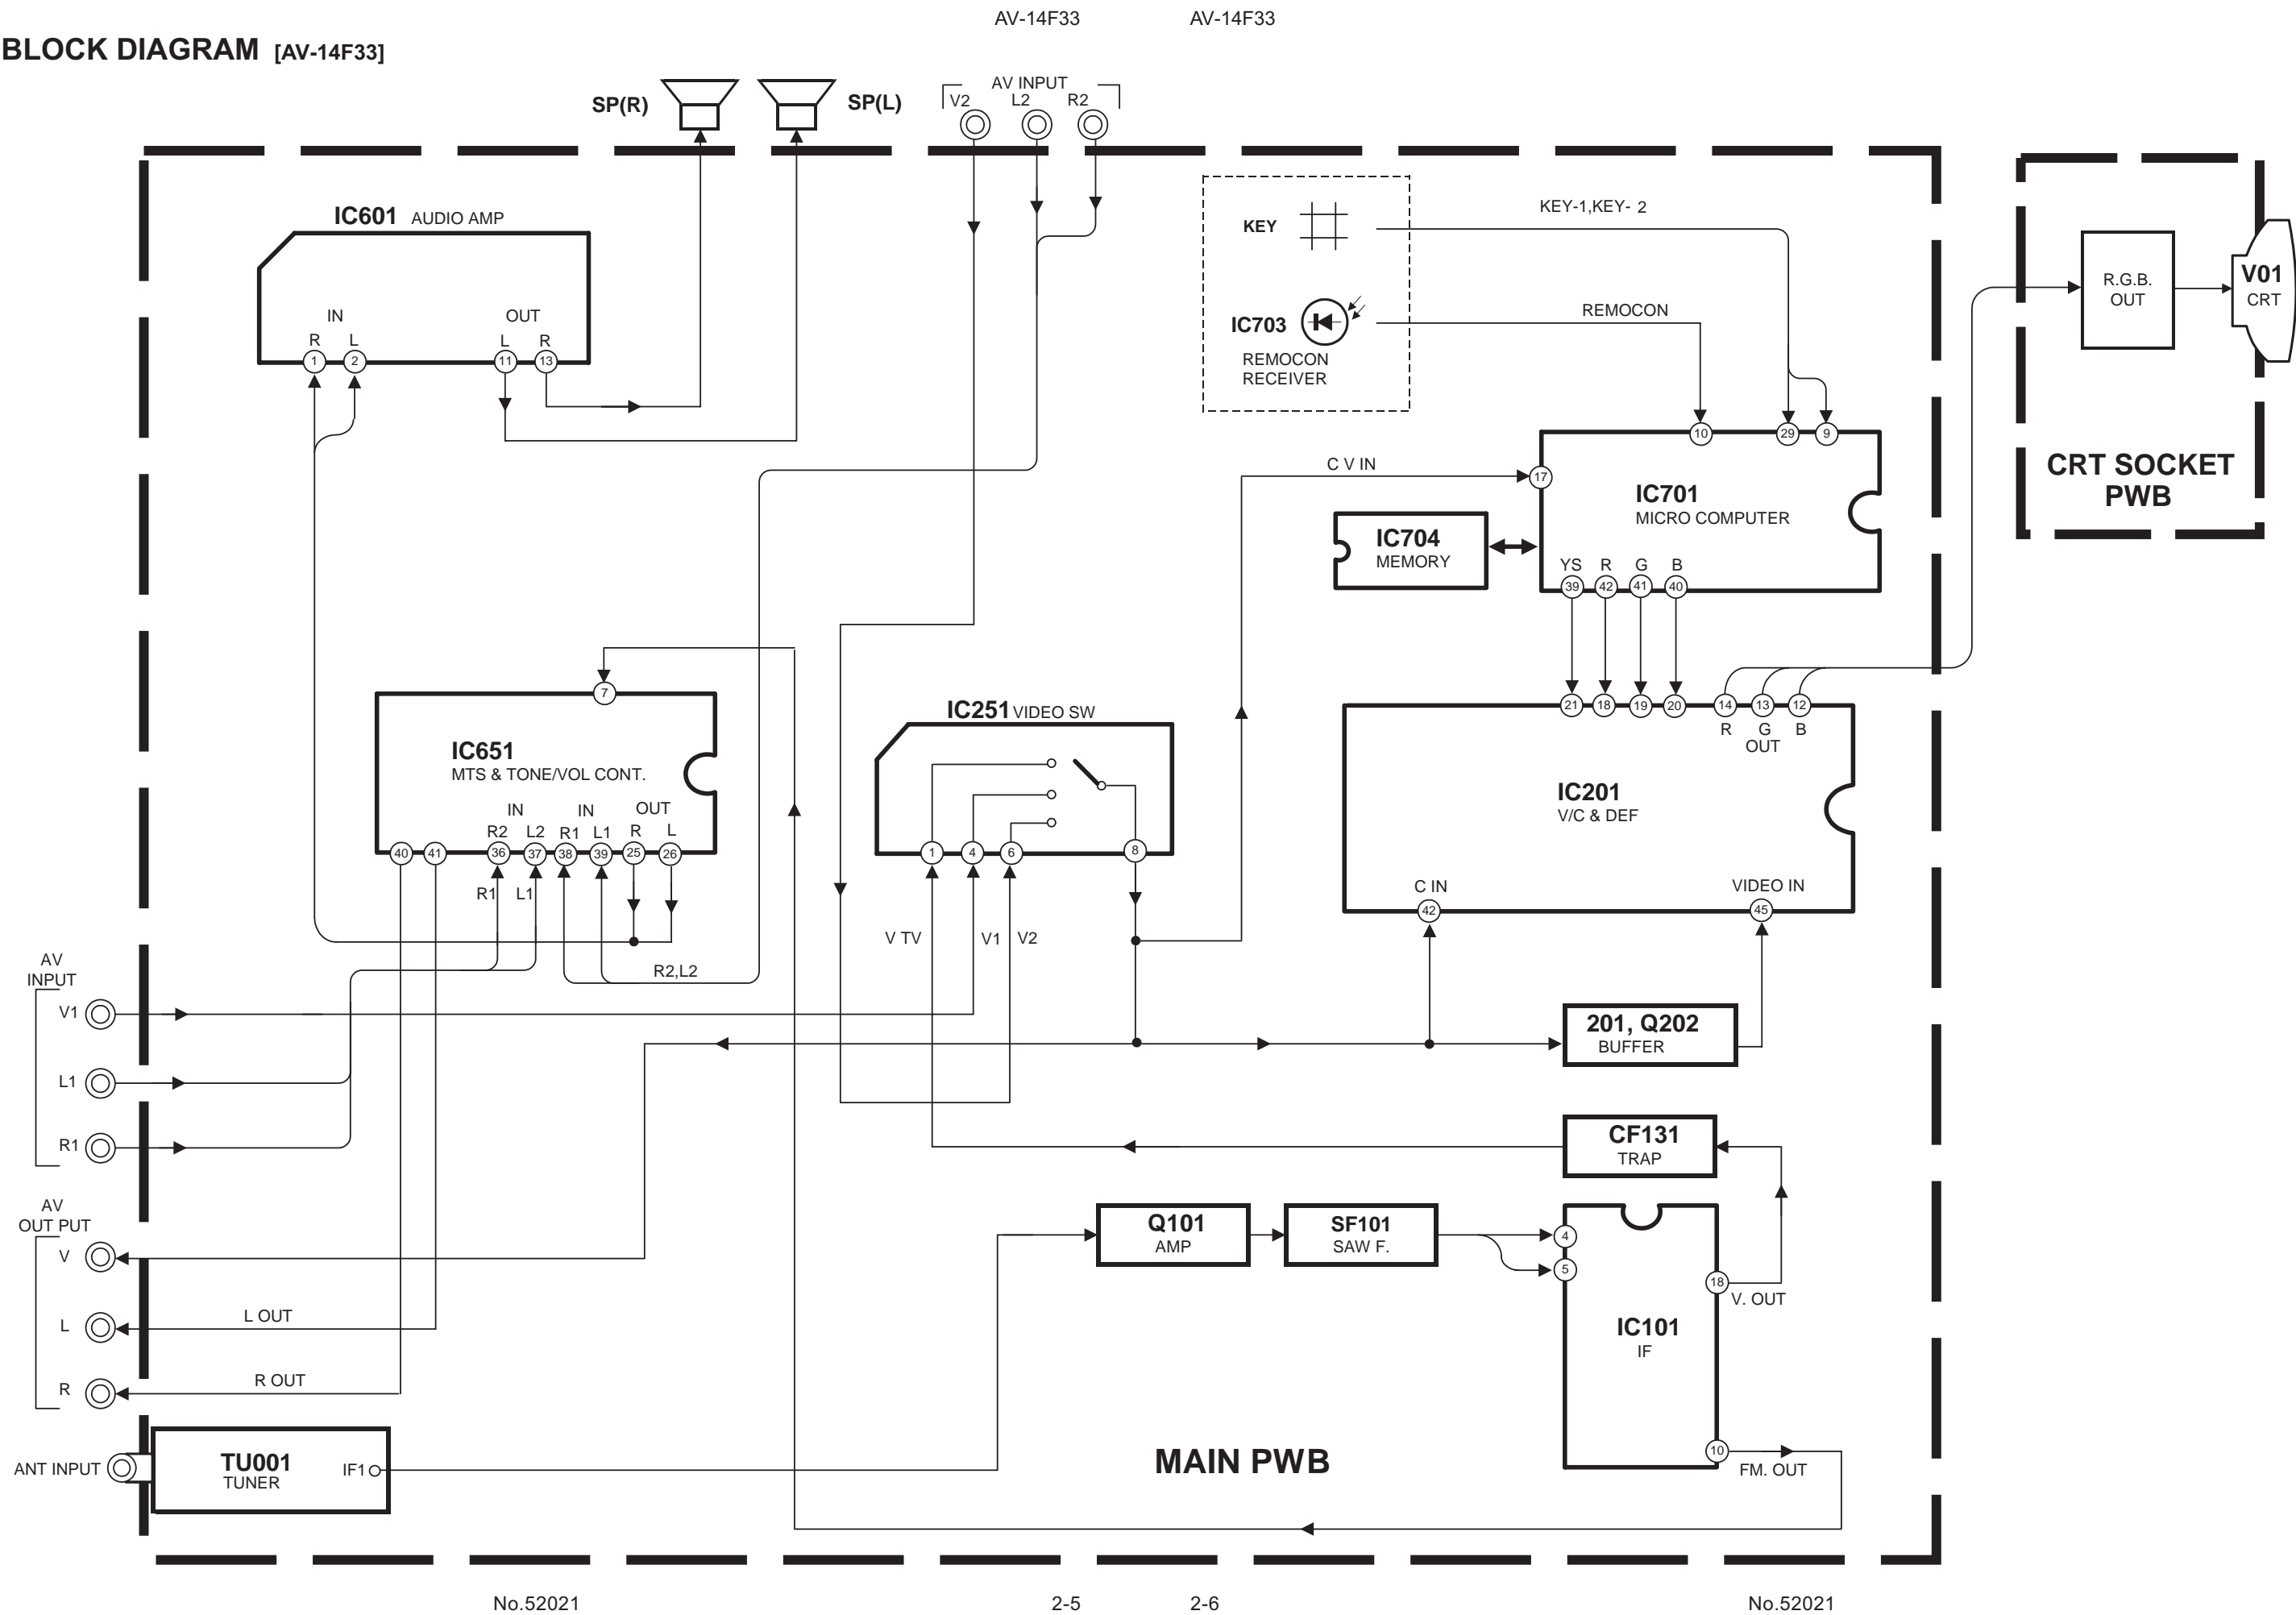 AV-14F33 AV-14F33
BLOCK DIAGRAM [AV-14F33]
SP(R)
SP(L)
AV INPUT
V2 L2 R2
IC601 AUDIO AMP
IN OUT
R L L R
1 2 11 13
KEY
KEY-1,KEY- 2
IC703
REMOCON
RECEIVER
REMOCON
R.G.B.
OUT
V01
CRT
CRT SOCKET
PWB
10 29 9
C V IN
17
IC701
MICRO COMPUTER
IC704
MEMORY
YS R G B
39 42 41 40
7
IC651
MTS & TONE/VOL CONT.
IN IN OUT
R2 L2 R1 L1 R L
40 41 36 37 38 39 25 26
R1 L1
R2,L2
IC251 VIDEO SW
1 4 6 8
V TV V1 V2
21 18 19 20 14 13 12
R G B
OUT
IC201
V/C & DEF
C IN VIDEO IN
42 45
AV
INPUT
V1
L1
R1
201, Q202
BUFFER
CF131
TRAP
AV
OUT PUT
V
L
R
L OUT
R OUT
Q101
AMP
SF101
SAW F.
4
5
18
V. OUT
IC101
IF
10
FM. OUT
ANT INPUT
TU001
TUNER
IF1
MAIN PWB
No.52021 2-5 2-6 No.52021